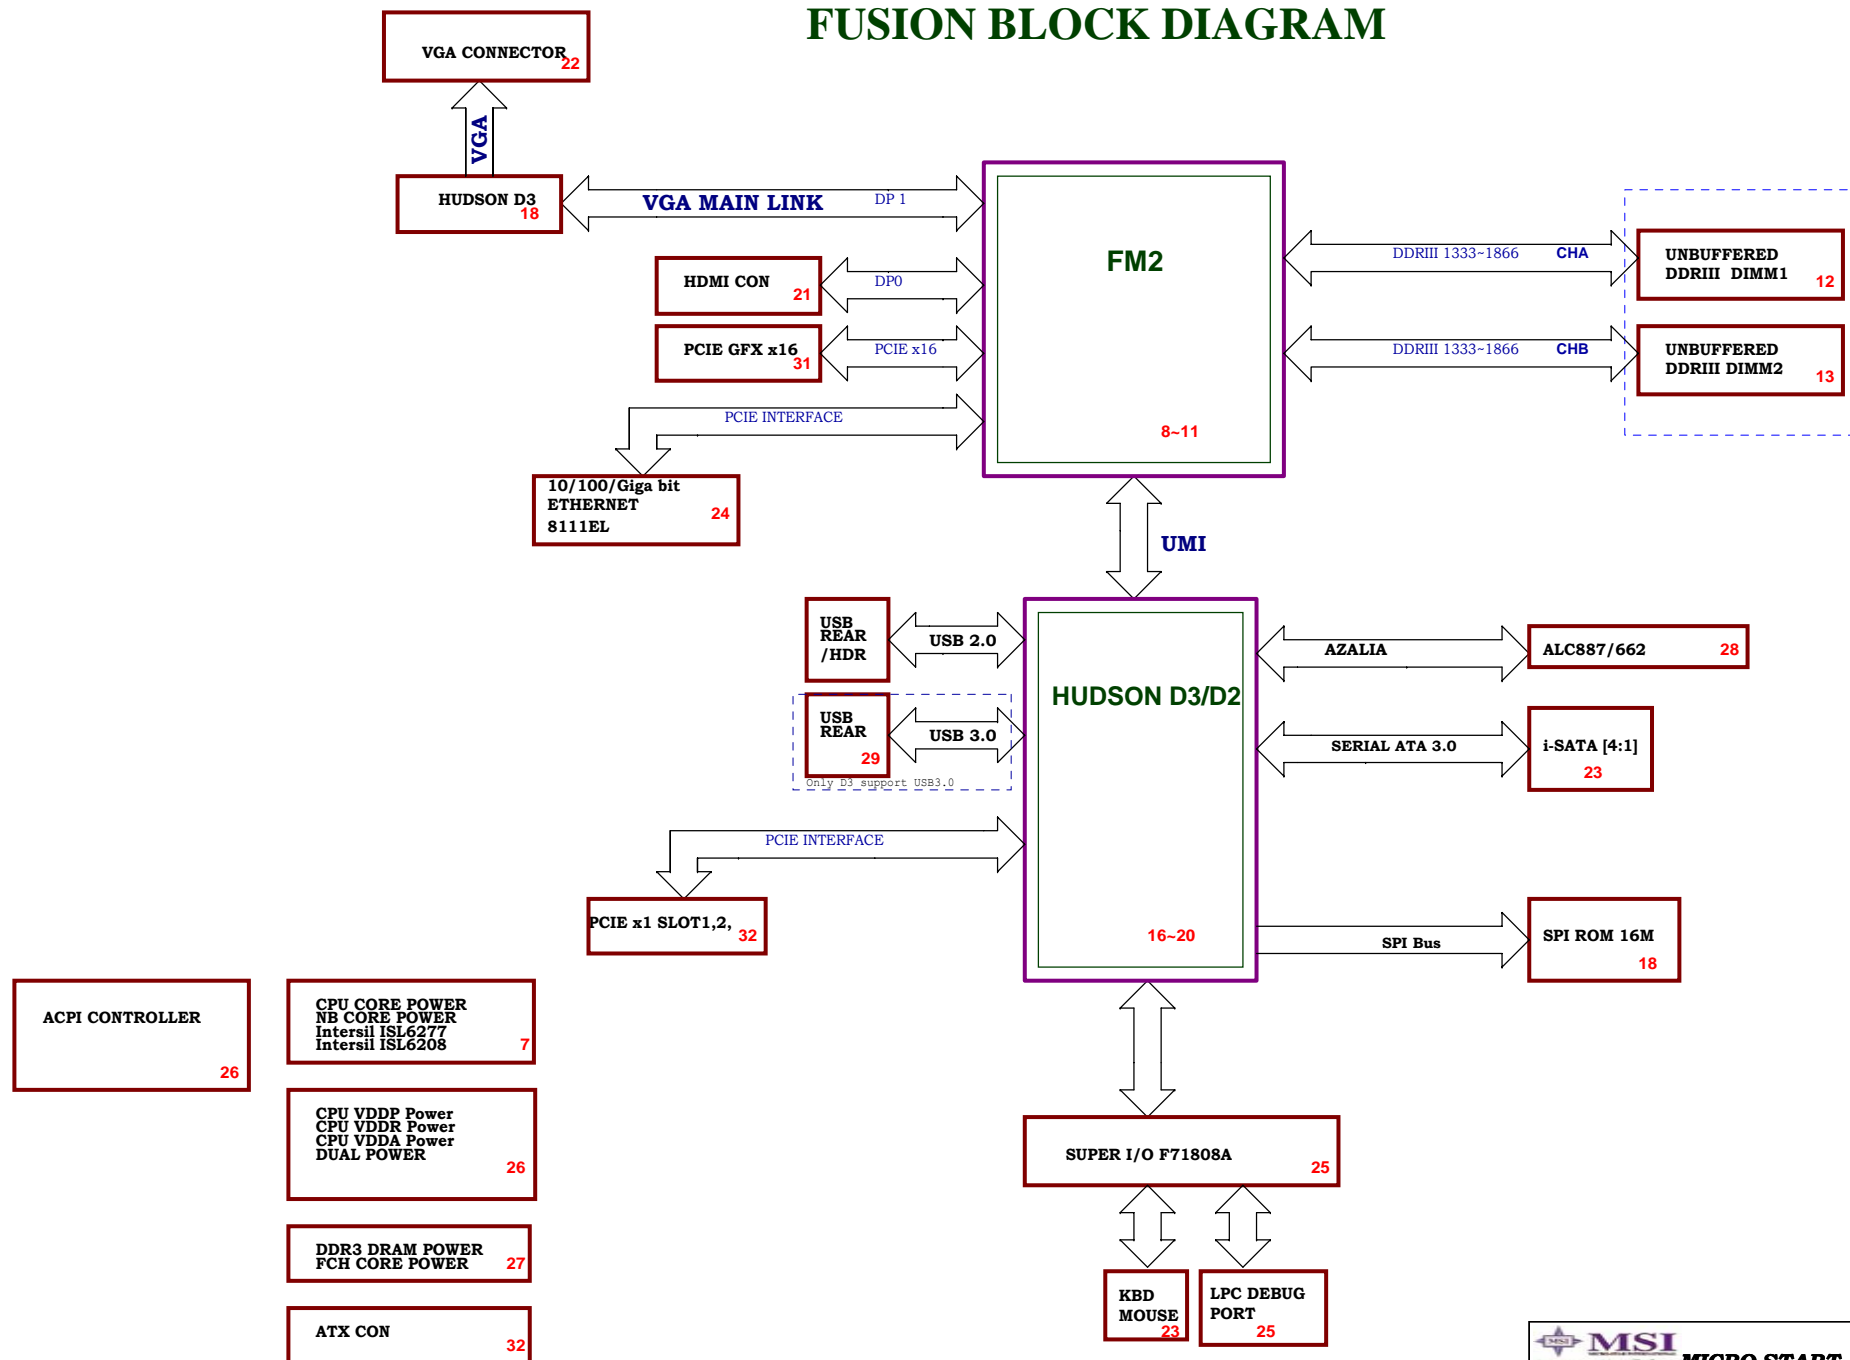 FUSION BLOCK DIAGRAM
VGA CONNECTOR
22
VGA
HUDSON D3
18
VGA MAIN LINK
DP 1
HDMI CON
21
DP0
PCIE GFX x16
31
PCIE x16
PCIE INTERFACE
10/100/Giga bit
ETHERNET
8111EL
24
FM2
8~11
DDRIII 1333~1866 CHA
UNBUFFERED
DDRIII DIMM1
12
DDRIII 1333~1866 CHB
UNBUFFERED
DDRIII DIMM2
13
UMI
USB
REAR
/HDR
USB 2.0
USB
REAR
29
USB 3.0
Only D3 support USB3.0
HUDSON D3/D2
16~20
AZALIA
ALC887/662
28
SERIAL ATA 3.0
i-SATA [4:1]
23
PCIE INTERFACE
PCIE x1 SLOT1,2,
32
SPI Bus
SPI ROM 16M
18
ACPI CONTROLLER
26
CPU CORE POWER
NB CORE POWER
Intersil ISL6277
Intersil ISL6208
7
CPU VDDP Power
CPU VDDR Power
CPU VDDA Power
DUAL POWER
26
DDR3 DRAM POWER
FCH CORE POWER
27
ATX CON
32
SUPER I/O F71808A
25
KBD
MOUSE
23
LPC DEBUG
PORT
25
MSI
MICRO-START